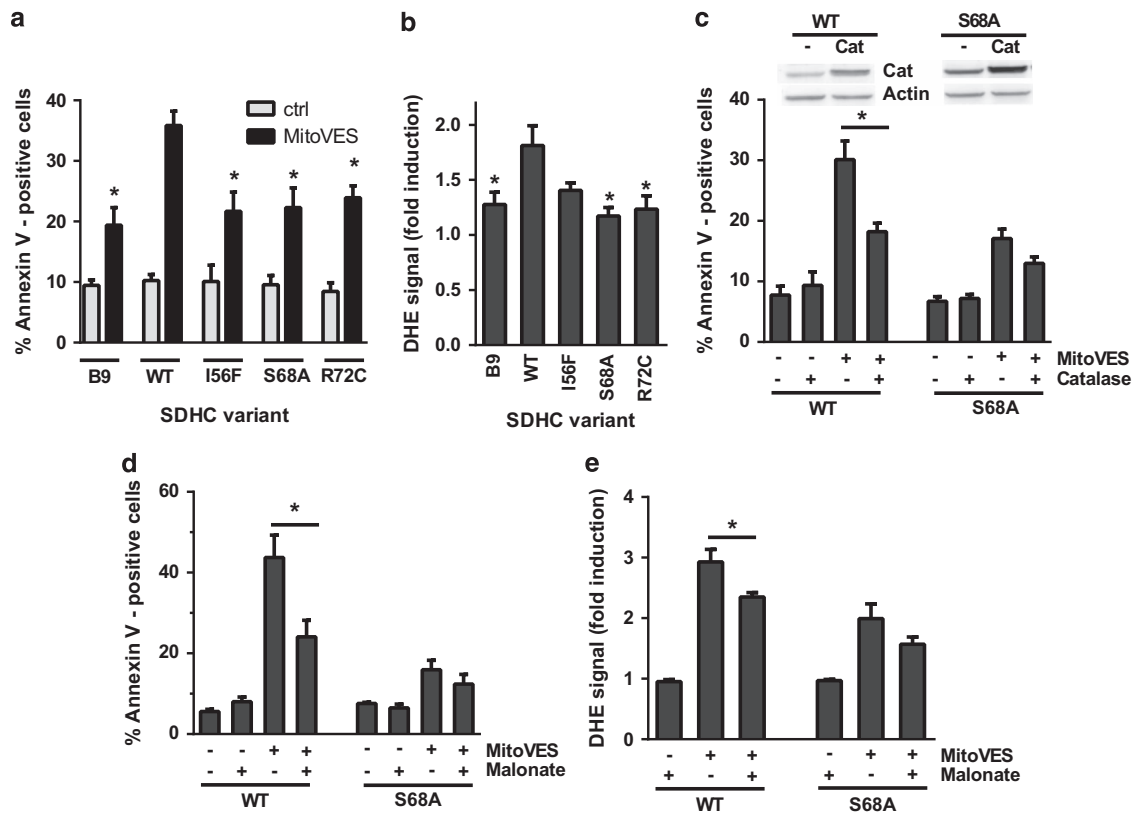 a
% Annexin V - positive cells
40
30
20
10
0
ctrl
MitoVES
*
*
*
*
B9 WT I56F S68A R72C
SDHC variant
b
DHE signal (fold induction)
2.0
1.5
1.0
0.5
0.0
*
*
*
B9 WT I56F S68A R72C
SDHC variant
c
WT S68A
- Cat - Cat
Cat
Actin
% Annexin V - positive cells
40
30
20
10
0
*
- - + + - - + + MitoVES
- + - + - + - + Catalase
WT S68A
d
% Annexin V - positive cells
60
40
20
0
*
- - + + - - + + MitoVES
- + - + - + - + Malonate
WT S68A
e
DHE signal (fold induction)
4
3
2
1
0
*
- + + - + + MitoVES
+ - + + - + Malonate
WT S68A